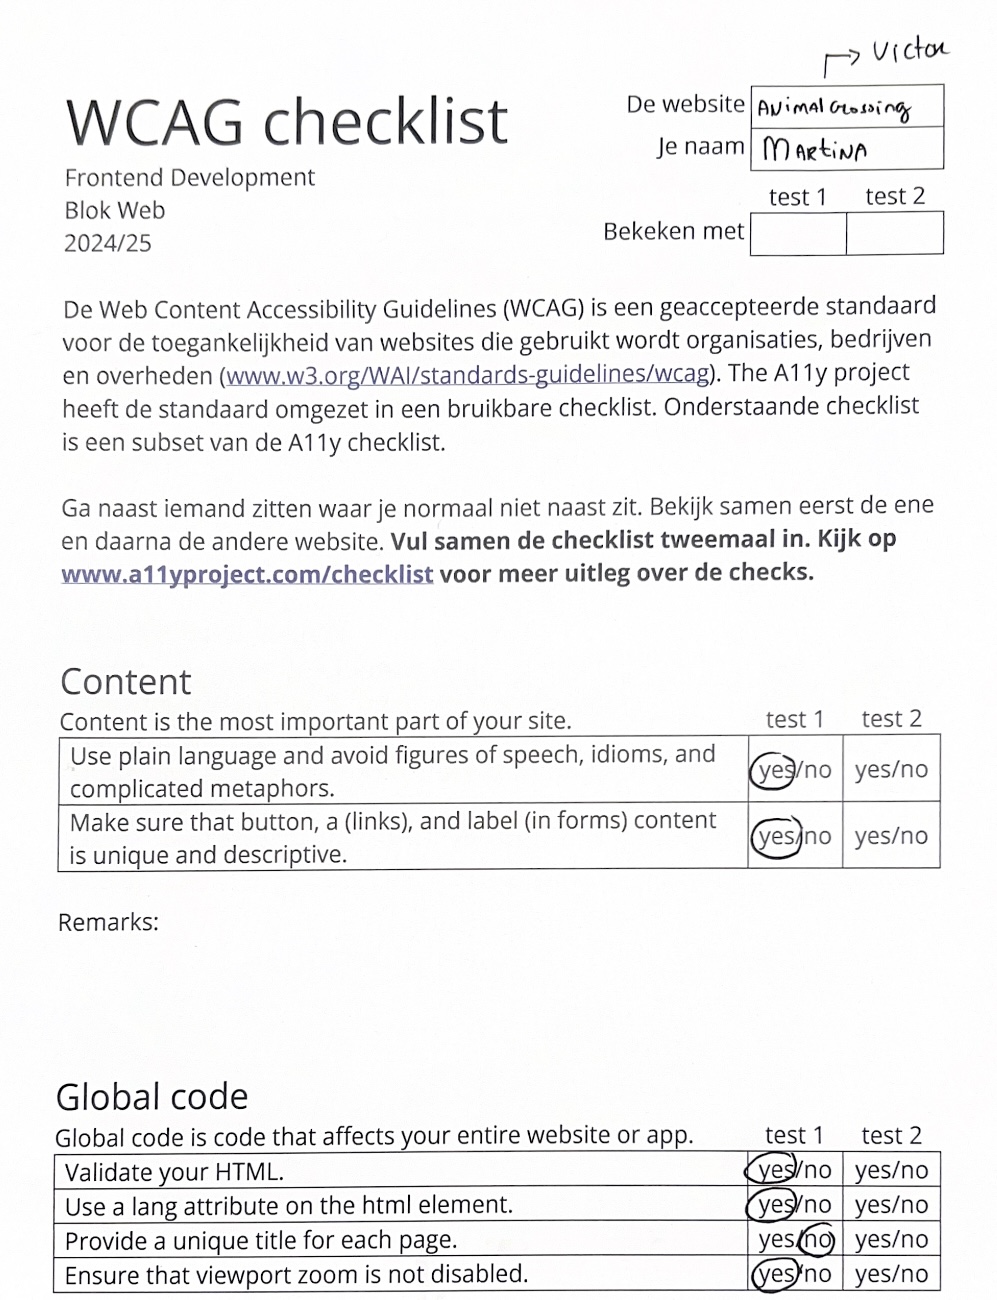 Victor
WCAG checklist
De website Animal Crossing
Je naam Martina
Frontend Development
Blok Web
2024/25
test 1 test 2
Bekeken met
De Web Content Accessibility Guidelines (WCAG) is een geaccepteerde standaard
voor de toegankelijkheid van websites die gebruikt wordt organisaties, bedrijven
en overheden (www.w3.org/WAI/standards-guidelines/wcag). The A11y project
heeft de standaard omgezet in een bruikbare checklist. Onderstaande checklist
is een subset van de A11y checklist.
Ga naast iemand zitten waar je normaal niet naast zit. Bekijk samen eerst de ene
en daarna de andere website. Vul samen de checklist tweemaal in. Kijk op
www.a11yproject.com/checklist voor meer uitleg over de checks.
Content
Content is the most important part of your site. test 1 test 2
Use plain language and avoid figures of speech, idioms, and
complicated metaphors. yes/no yes/no
Make sure that button, a (links), and label (in forms) content
is unique and descriptive. yes/no yes/no
Remarks:
Global code
Global code is code that affects your entire website or app. test 1 test 2
Validate your HTML. yes/no yes/no
Use a lang attribute on the html element. yes/no yes/no
Provide a unique title for each page. yes/no yes/no
Ensure that viewport zoom is not disabled. yes/no yes/no